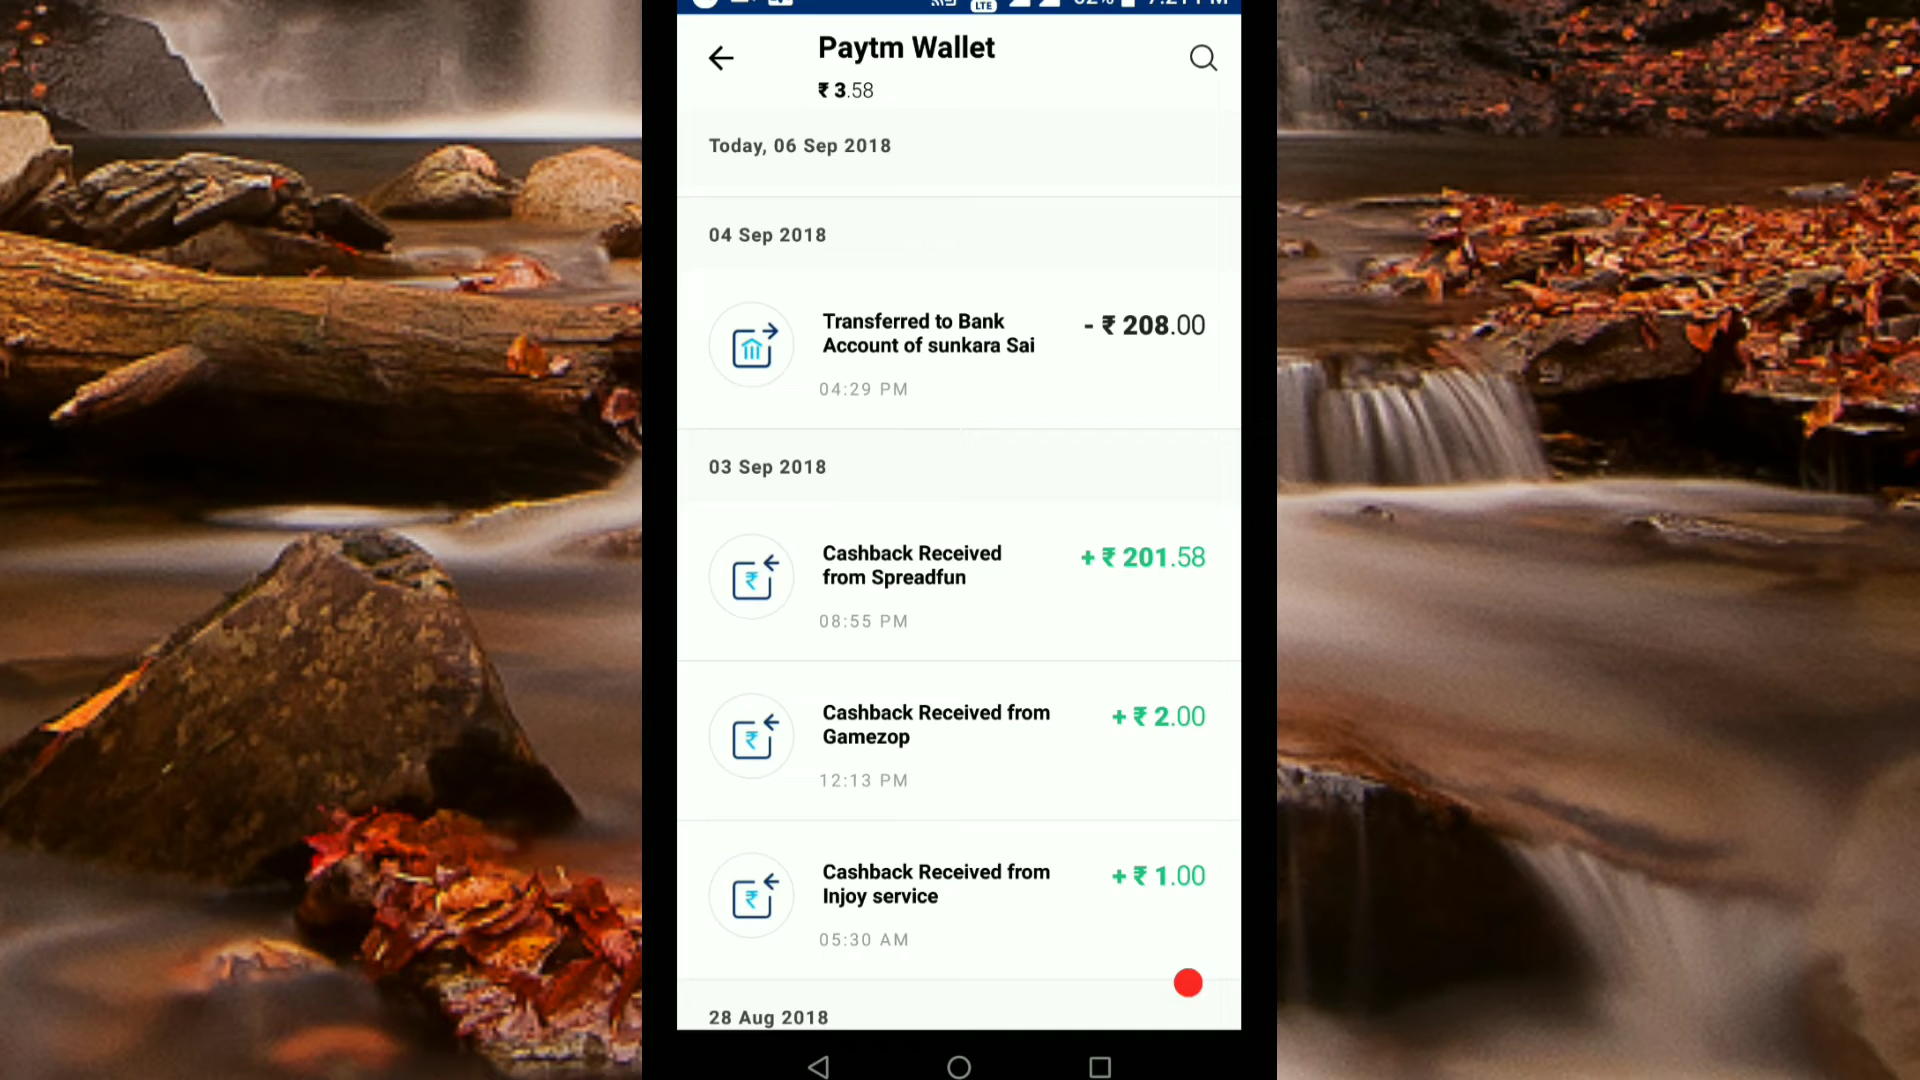 LTE
Paytm Wallet
₹ 3.58
Today, 06 Sep 2018
04 Sep 2018
Transferred to Bank
Account of sunkara Sai
- ₹ 208.00
04:29 PM
03 Sep 2018
Cashback Received
from Spreadfun
+ ₹ 201.58
08:55 PM
Cashback Received from
Gamezop
+ ₹ 2.00
12:13 PM
Cashback Received from
Injoy service
+ ₹ 1.00
05:30 AM
28 Aug 2018